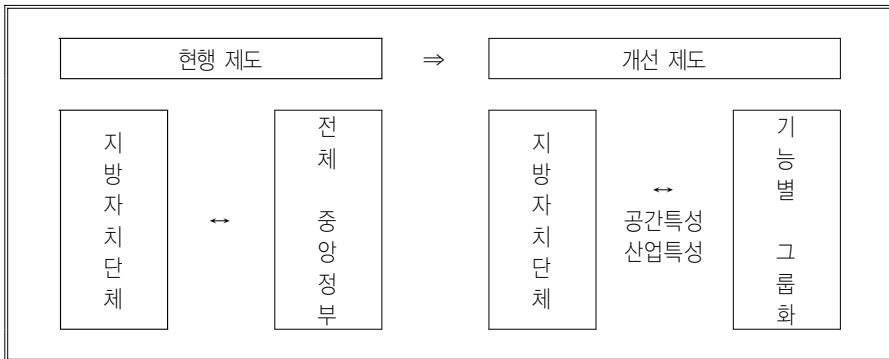 현행 제도 ⇒ 개선 제도
지방자치단체
↔
전체 중앙정부
지방자치단체
↔
공간특성
산업특성
기능별 그룹화